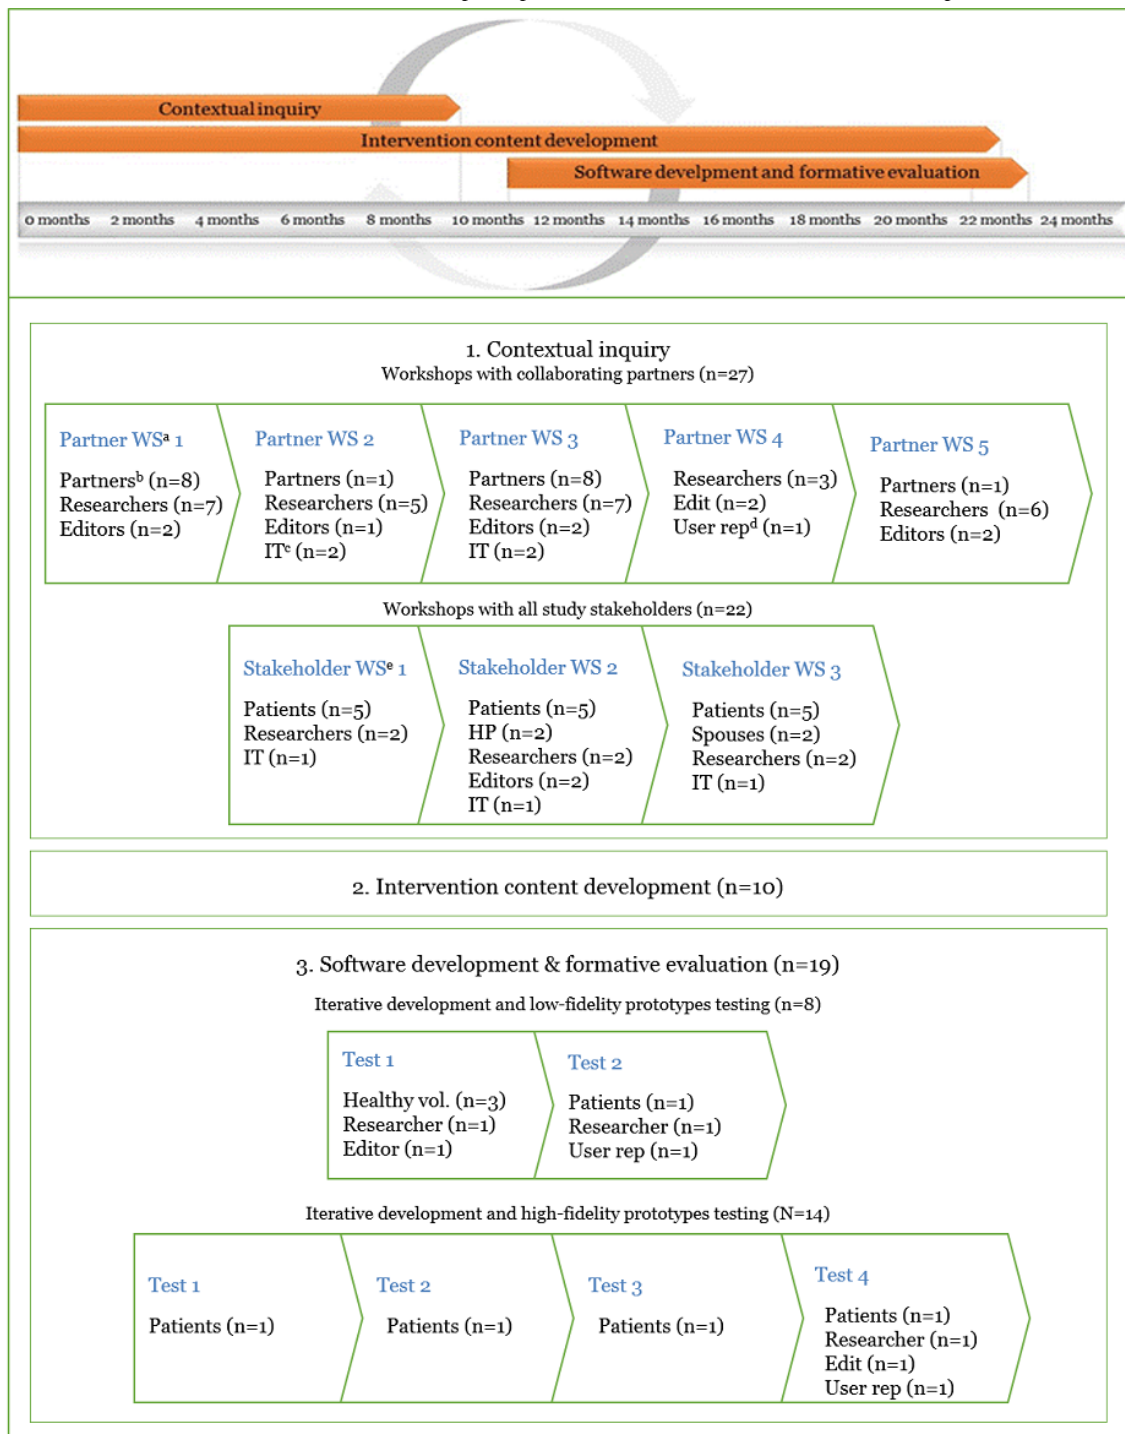 Contextual inquiry
Intervention content development
Software develpment and formative evaluation
0 months 2 months 4 months 6 months 8 months 10 months 12 months 14 months 16 months 18 months 20 months 22 months 24 months
1. Contextual inquiry
Workshops with collaborating partners (n=27)
Partner WSᵃ 1
Partnersᵇ (n=8)
Researchers (n=7)
Editors (n=2)
Partner WS 2
Partners (n=1)
Researchers (n=5)
Editors (n=1)
ITᶜ (n=2)
Partner WS 3
Partners (n=8)
Researchers (n=7)
Editors (n=2)
IT (n=2)
Partner WS 4
Researchers (n=3)
Edit (n=2)
User repᵈ (n=1)
Partner WS 5
Partners (n=1)
Researchers (n=6)
Editors (n=2)
Workshops with all study stakeholders (n=22)
Stakeholder WSᵉ 1
Patients (n=5)
Researchers (n=2)
IT (n=1)
Stakeholder WS 2
Patients (n=5)
HP (n=2)
Researchers (n=2)
Editors (n=2)
IT (n=1)
Stakeholder WS 3
Patients (n=5)
Spouses (n=2)
Researchers (n=2)
IT (n=1)
2. Intervention content development (n=10)
3. Software development & formative evaluation (n=19)
Iterative development and low-fidelity prototypes testing (n=8)
Test 1
Healthy vol. (n=3)
Researcher (n=1)
Editor (n=1)
Test 2
Patients (n=1)
Researcher (n=1)
User rep (n=1)
Iterative development and high-fidelity prototypes testing (N=14)
Test 1
Patients (n=1)
Test 2
Patients (n=1)
Test 3
Patients (n=1)
Test 4
Patients (n=1)
Researcher (n=1)
Edit (n=1)
User rep (n=1)